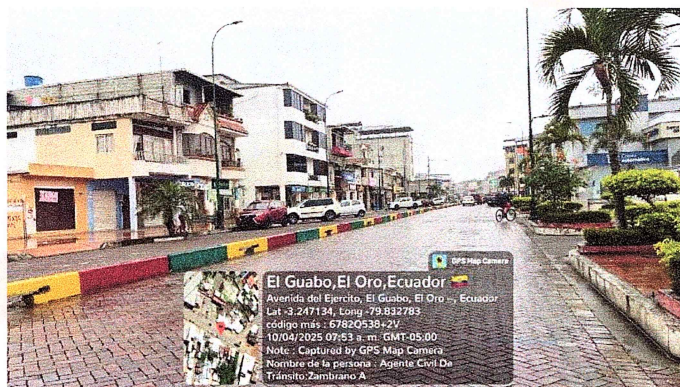 GPS Map Camera
El Guabo,El Oro,Ecuador
Avenida del Ejercito, El Guabo, El Oro –, Ecuador
Lat -3.247134, Long -79.832783
código más : 6782Q538+2V
10/04/2025 07:53 a. m. GMT-05:00
Note : Captured by GPS Map Camera
Nombre de la persona : Agente Civil De
Tránsito:Zambrano A